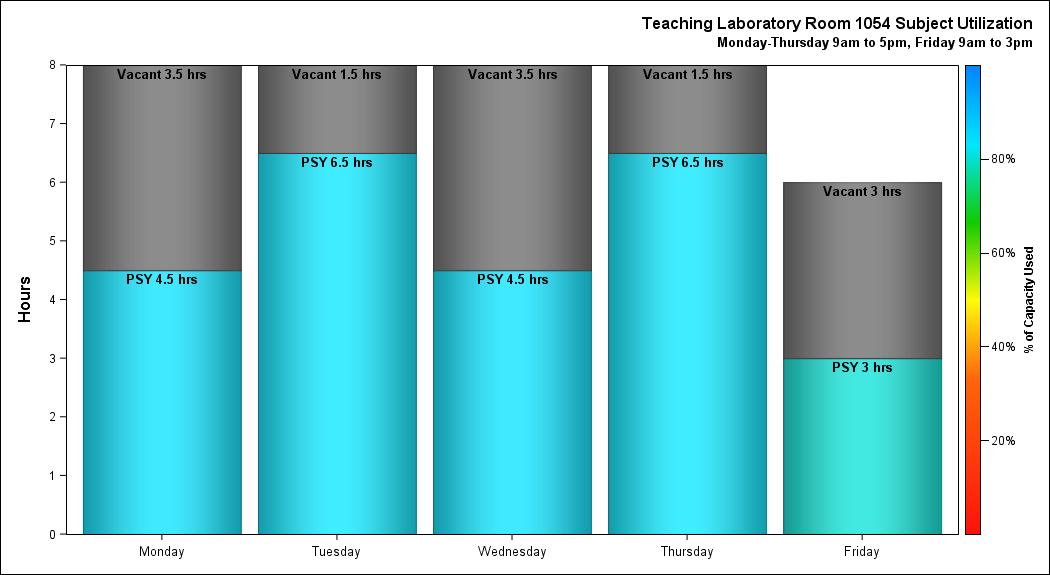 Teaching Laboratory Room 1054 Subject Utilization
Monday-Thursday 9am to 5pm, Friday 9am to 3pm
Hours
8
7
6
5
4
3
2
1
0
Vacant 3.5 hrs
PSY 4.5 hrs
Vacant 1.5 hrs
PSY 6.5 hrs
Vacant 3.5 hrs
PSY 4.5 hrs
Vacant 1.5 hrs
PSY 6.5 hrs
Vacant 3 hrs
PSY 3 hrs
Monday
Tuesday
Wednesday
Thursday
Friday
80%
60%
40%
20%
% of Capacity Used